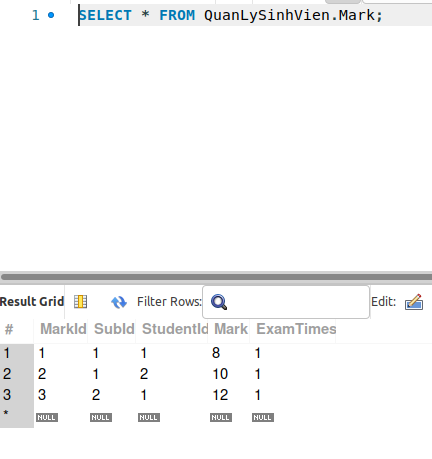 1 SELECT * FROM QuanLySinhVien.Mark;
Result Grid Filter Rows: Edit:
# MarkId SubId StudentId Mark ExamTimes
1 1 1 1 8 1
2 2 1 2 10 1
3 3 2 1 12 1
* NULL NULL NULL NULL NULL